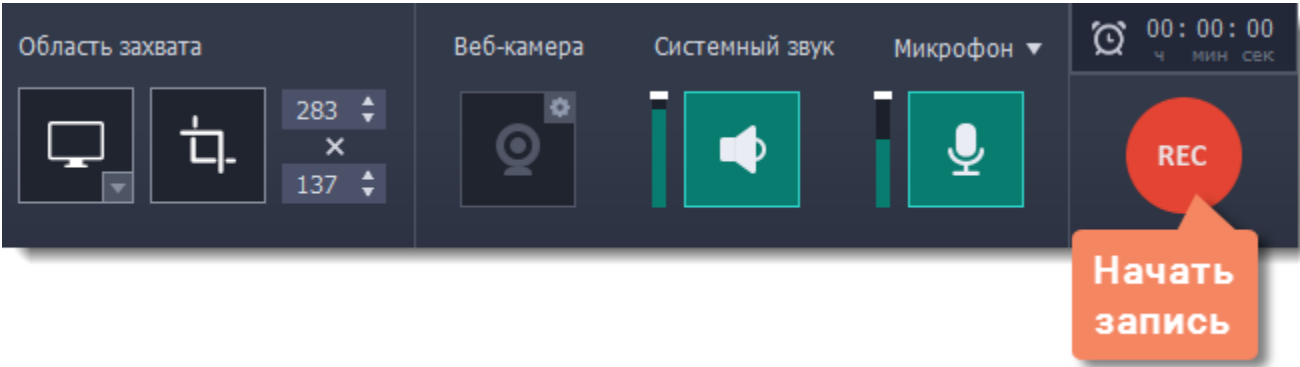 Область захвата
283
×
137
Веб-камера
Системный звук
Микрофон ▼
00:00:00
ч мин сек
REC
Начать
запись